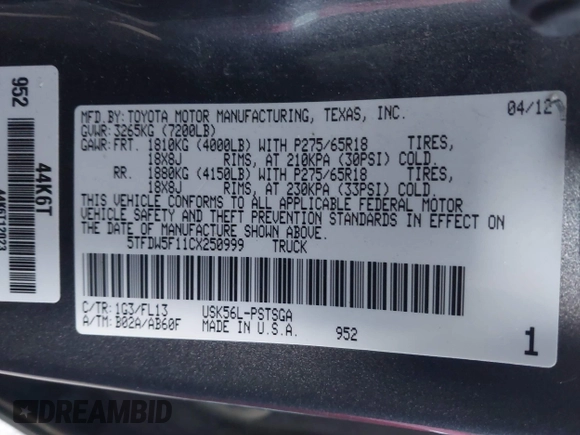 MFD.BY:TOYOTA MOTOR MANUFACTURING, TEXAS, INC. 04/12
GVWR:3265KG (7200LB)
GAWR:FRT. 1810KG (4000LB) WITH P275/65R18 TIRES,
18X8J RIMS, AT 210KPA (30PSI) COLD.
RR. 1880KG (4150LB) WITH P275/65R18 TIRES,
18X8J RIMS, AT 230KPA (33PSI) COLD.
THIS VEHICLE CONFORMS TO ALL APPLICABLE FEDERAL MOTOR
VEHICLE SAFETY AND THEFT PREVENTION STANDARDS IN EFFECT ON
THE DATE OF MANUFACTURE SHOWN ABOVE.
5TFDW5F11CX250999 TRUCK
C/TR:1G3/FL13 USK56L-PSTSGA
A/TM:B02A/AB60F MADE IN U.S.A. 952
1
952
44K6T
DREAMBID